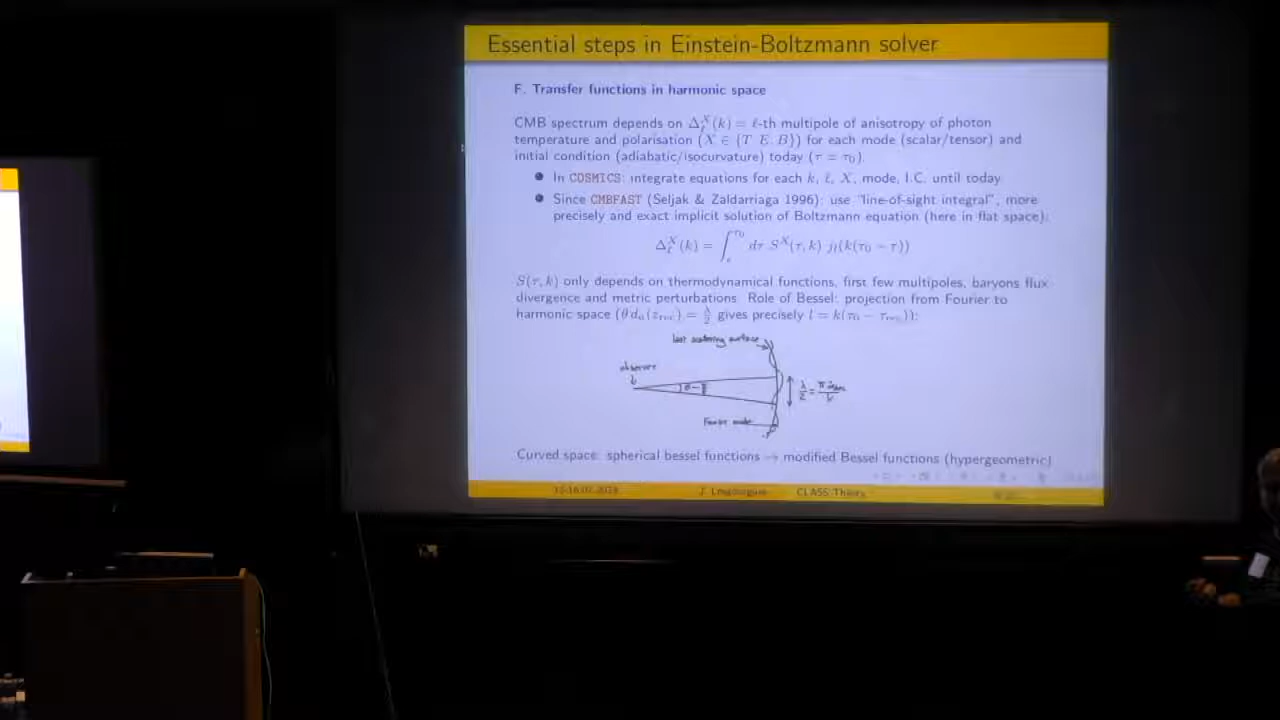 Essential steps in Einstein-Boltzmann solver
F. Transfer functions in harmonic space
CMB spectrum depends on Δ_ℓ^X(k) = ℓ-th multipole of anisotropy of photon
temperature and polarisation (X ∈ {T E. B}) for each mode (scalar/tensor) and
initial condition (adiabatic/isocurvature) today (τ = τ₀).
● In COSMICS: integrate equations for each k, ℓ, X, mode, I.C. until today
● Since CMBFAST (Seljak & Zaldarriaga 1996): use "line-of-sight integral", more
precisely and exact implicit solution of Boltzmann equation (here in flat space):
Δ_ℓ^X(k) = ∫_ε^τ₀ dτ S^X(τ, k) j_l(k(τ₀ − τ))
S(τ, k) only depends on thermodynamical functions, first few multipoles, baryons flux
divergence and metric perturbations. Role of Bessel: projection from Fourier to
harmonic space (θ d_a(z_rec) = λ/2 gives precisely l = k(τ₀ − τ_rec)):
last scattering surface
observer
Fourier mode
Curved space: spherical bessel functions → modified Bessel functions (hypergeometric)
J. Lesgourgues CLASS Theory